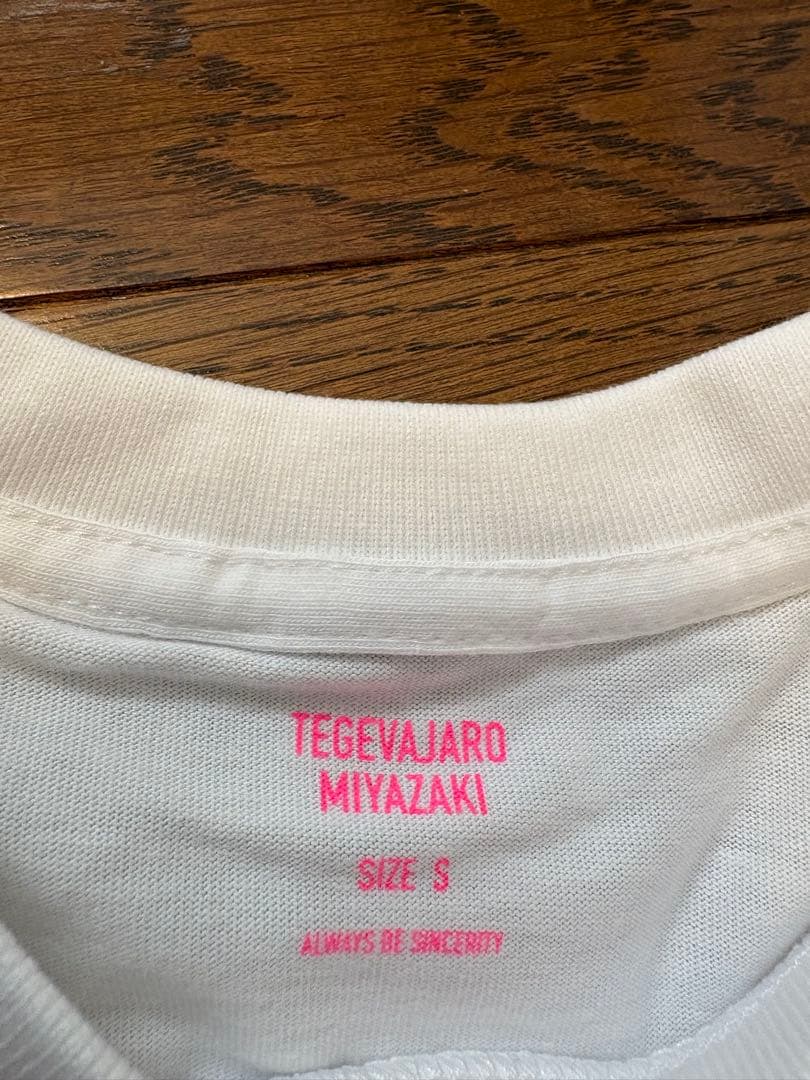 TEGEVAJARO
MIYAZAKI
SIZE S
ALWAYS BE SINCERITY